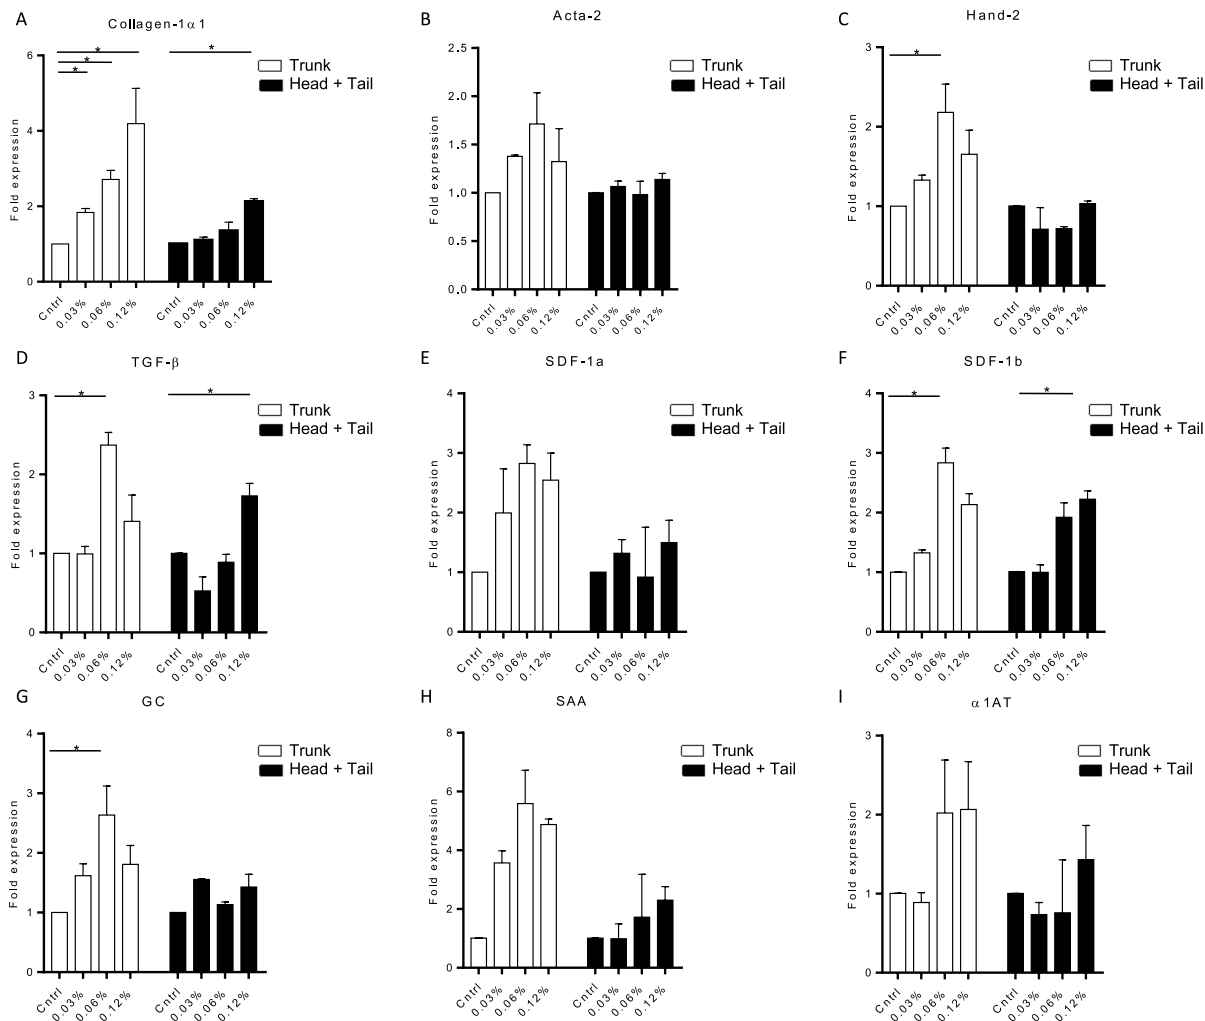 A
Collagen-1α1
Fold expression
6
4
2
0
* * * *
Trunk
Head + Tail
Cntrl 0.03% 0.06% 0.12% Cntrl 0.03% 0.06% 0.12%
B
Acta-2
Fold expression
2.5
2.0
1.5
1.0
0.5
0.0
Trunk
Head + Tail
Cntrl 0.03% 0.06% 0.12% Cntrl 0.03% 0.06% 0.12%
C
Hand-2
Fold expression
3
2
1
0
*
Trunk
Head + Tail
Cntrl 0.03% 0.06% 0.12% Cntrl 0.03% 0.06% 0.12%
D
TGF-β
Fold expression
3
2
1
0
* *
Trunk
Head + Tail
Cntrl 0.03% 0.06% 0.12% Cntrl 0.03% 0.06% 0.12%
E
SDF-1a
Fold expression
4
3
2
1
0
Trunk
Head + Tail
Cntrl 0.03% 0.06% 0.12% Cntrl 0.03% 0.06% 0.12%
F
SDF-1b
Fold expression
4
3
2
1
0
* *
Trunk
Head + Tail
Cntrl 0.03% 0.06% 0.12% Cntrl 0.03% 0.06% 0.12%
G
GC
Fold expression
4
3
2
1
0
*
Trunk
Head + Tail
Cntrl 0.03% 0.06% 0.12% Cntrl 0.03% 0.06% 0.12%
H
SAA
Fold expression
8
6
4
2
0
Trunk
Head + Tail
Cntrl 0.03% 0.06% 0.12% Cntrl 0.03% 0.06% 0.12%
I
α1AT
Fold expression
3
2
1
0
Trunk
Head + Tail
Cntrl 0.03% 0.06% 0.12% Cntrl 0.03% 0.06% 0.12%